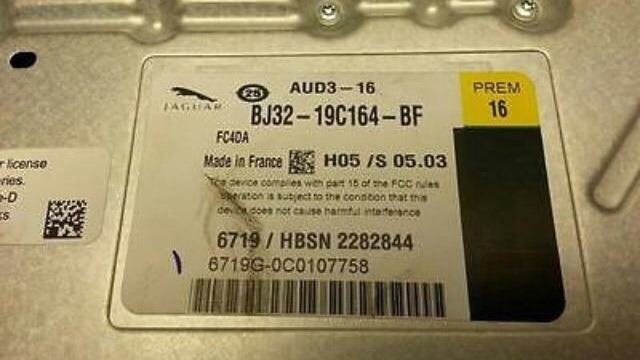 AUD3-16
PREM
16
JAGUAR
25
BJ32-19C164-BF
FC4DA
Made in France H05 /S 05.03
The device complies with part 15 of the FCC rules
operation is subject to the condition that this
device does not cause harmful interference
6719 / HBSN 2282844
6719G-0C0107758
r license
ries.
e-D
ks